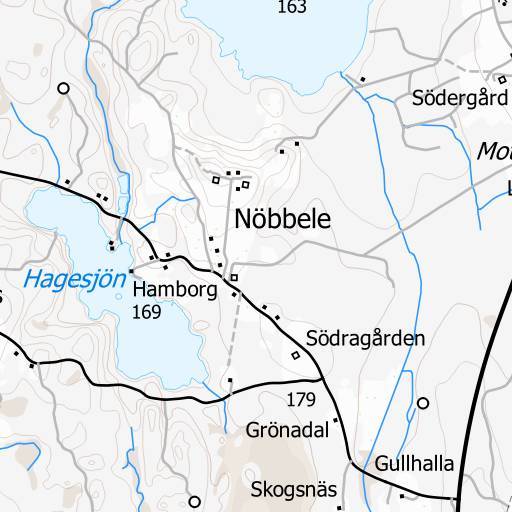 163
Södergård
Mo
L
Nöbbele
Hagesjön
s
Hamborg
169
Södragården
179
Grönadal
Gullhalla
Skogsnäs